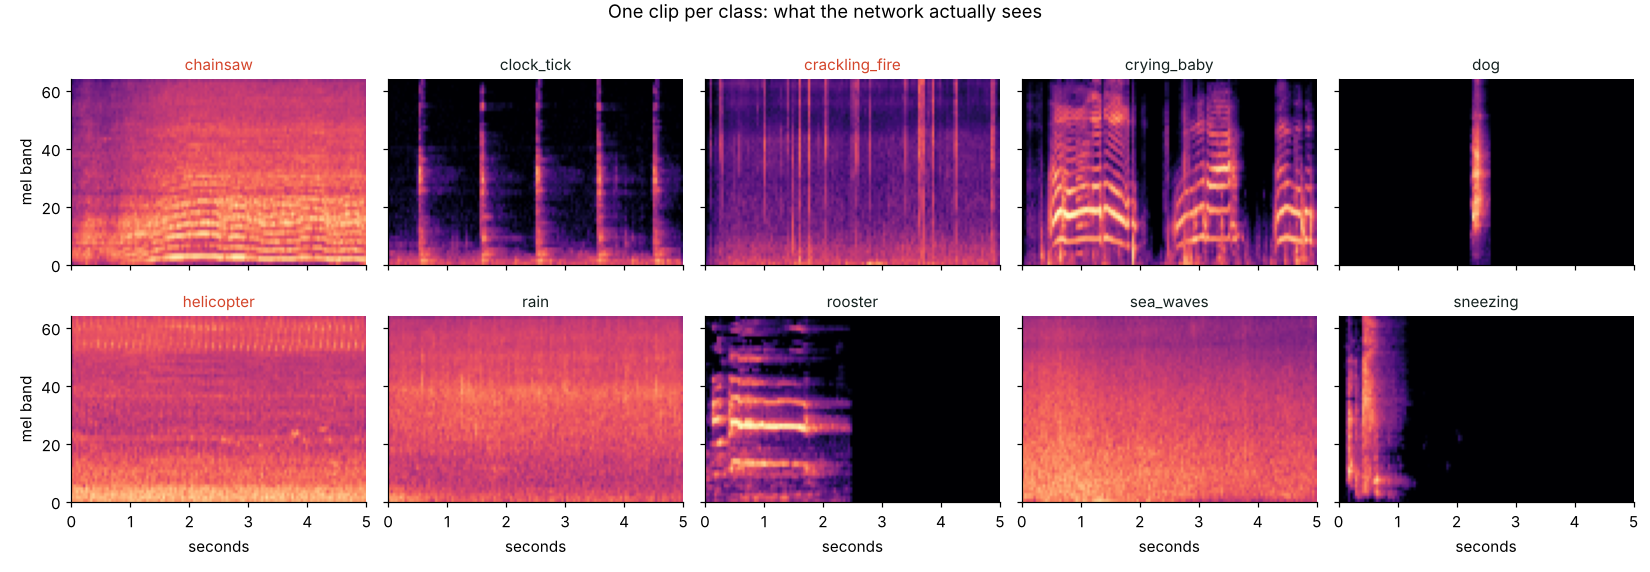 One clip per class: what the network actually sees
chainsaw clock_tick crackling_fire crying_baby dog
60
40
20
0
mel band
helicopter rain rooster sea_waves sneezing
60
40
20
0
mel band
0 1 2 3 4 5 0 1 2 3 4 5 0 1 2 3 4 5 0 1 2 3 4 5 0 1 2 3 4 5
seconds seconds seconds seconds seconds